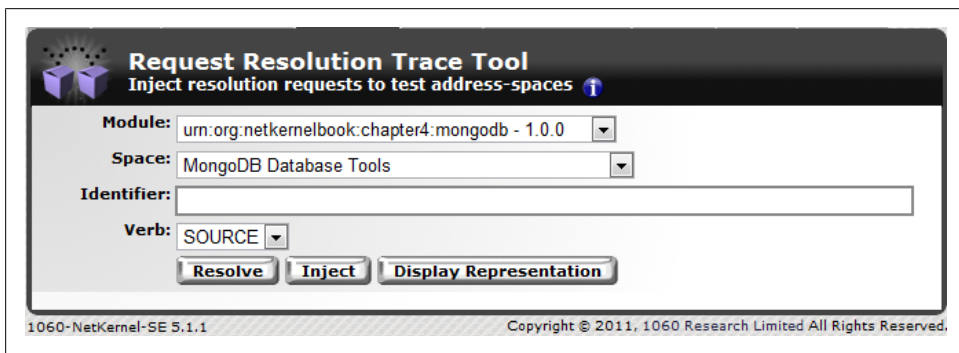 Request Resolution Trace Tool
Inject resolution requests to test address-spaces i
Module: urn:org:netkernelbook:chapter4:mongodb - 1.0.0
Space: MongoDB Database Tools
Identifier:
Verb: SOURCE
Resolve Inject Display Representation
1060-NetKernel-SE 5.1.1 Copyright © 2011, 1060 Research Limited All Rights Reserved.